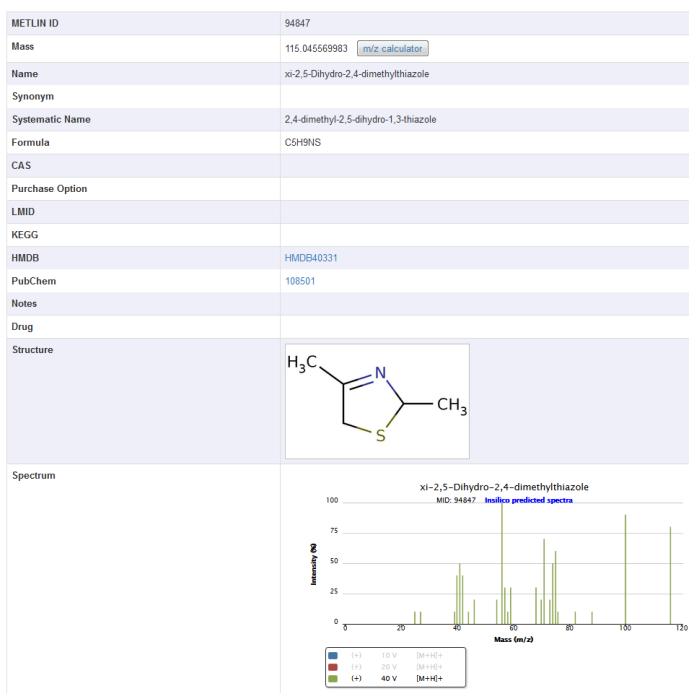 METLIN ID 94847
Mass 115.045569983 m/z calculator
Name xi-2,5-Dihydro-2,4-dimethylthiazole
Synonym
Systematic Name 2,4-dimethyl-2,5-dihydro-1,3-thiazole
Formula C5H9NS
CAS
Purchase Option
LMID
KEGG
HMDB HMDB40331
PubChem 108501
Notes
Drug
Structure
H3C
N
CH3
S
Spectrum
xi-2,5-Dihydro-2,4-dimethylthiazole
MID: 94847 Insilico predicted spectra
100
75
50
25
0
Intensity (%)
0 20 40 60 80 100 120
Mass (m/z)
(+) 10 V [M+H]+
(+) 20 V [M+H]+
(+) 40 V [M+H]+